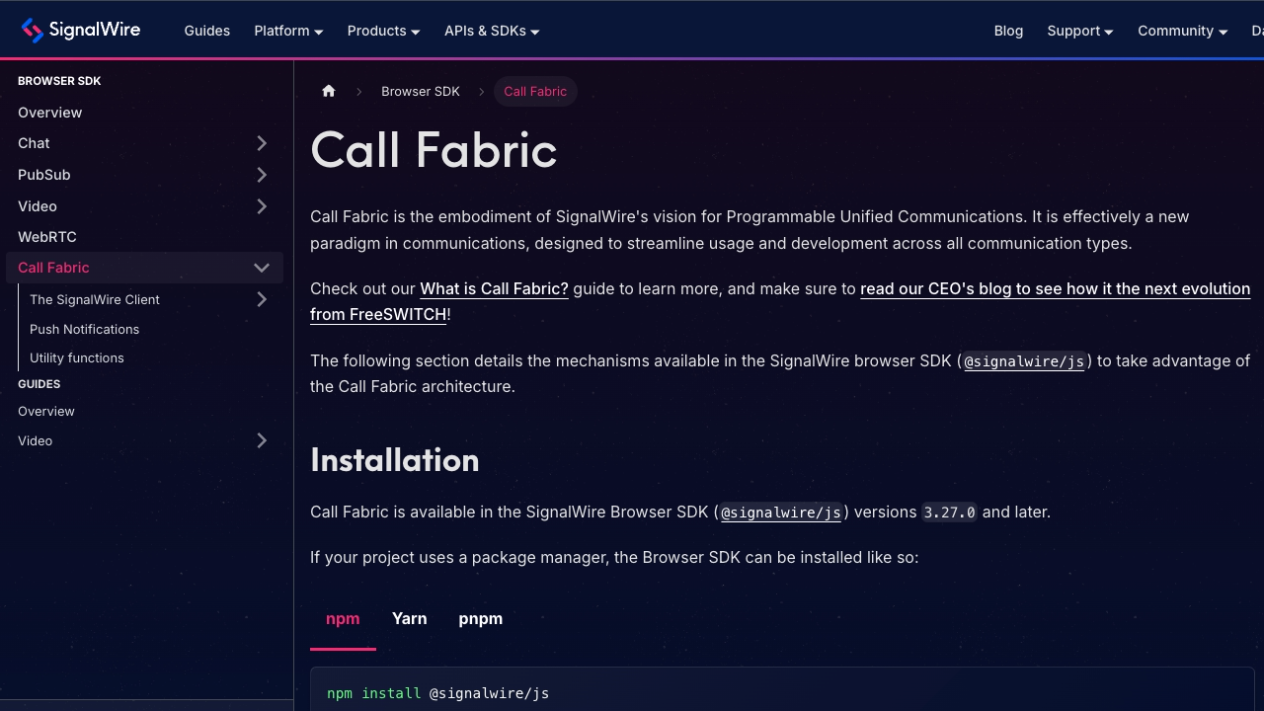 SignalWire
Guides
Platform
Products
APIs & SDKs
Blog
Support
Community
BROWSER SDK
Overview
Chat
PubSub
Video
WebRTC
Call Fabric
The SignalWire Client
Push Notifications
Utility functions
GUIDES
Overview
Video
Browser SDK
Call Fabric
Call Fabric
Call Fabric is the embodiment of SignalWire's vision for Programmable Unified Communications. It is effectively a new
paradigm in communications, designed to streamline usage and development across all communication types.
Check out our What is Call Fabric? guide to learn more, and make sure to read our CEO's blog to see how it the next evolution
from FreeSWITCH!
The following section details the mechanisms available in the SignalWire browser SDK (@signalwire/js) to take advantage of
the Call Fabric architecture.
Installation
Call Fabric is available in the SignalWire Browser SDK (@signalwire/js) versions 3.27.0 and later.
If your project uses a package manager, the Browser SDK can be installed like so:
npm
Yarn
pnpm
npm install @signalwire/js